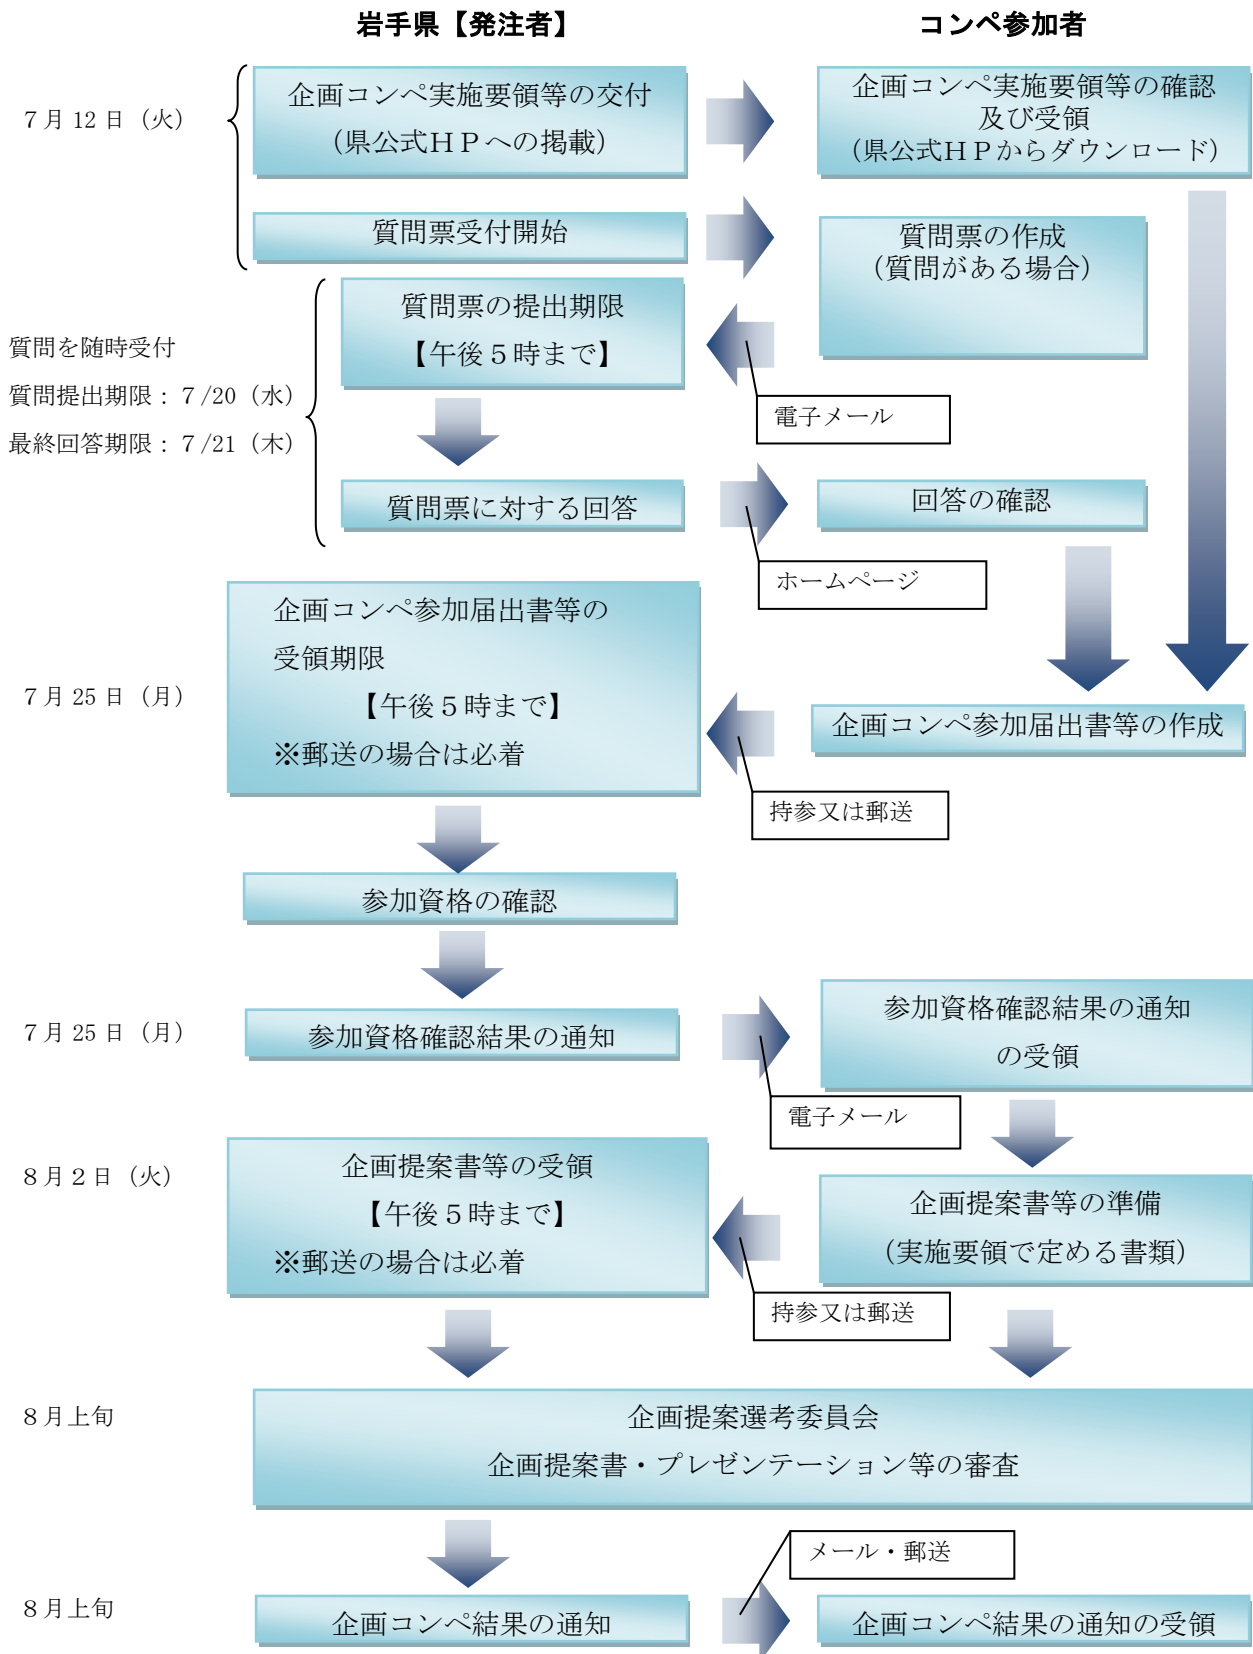 岩手県【発注者】
コンペ参加者
７月 12 日（火）
企画コンペ実施要領等の交付
（県公式ＨＰへの掲載）
企画コンペ実施要領等の確認
及び受領
（県公式ＨＰからダウンロード）
質問票受付開始
質問票の作成
（質問がある場合）
質問票の提出期限
【午後５時まで】
質問を随時受付
質問提出期限：７/20（水）
最終回答期限：７/21（木）
電子メール
質問票に対する回答
回答の確認
ホームページ
７月 25 日（月）
企画コンペ参加届出書等の
受領期限
【午後５時まで】
※郵送の場合は必着
企画コンペ参加届出書等の作成
持参又は郵送
参加資格の確認
７月 25 日（月）
参加資格確認結果の通知
参加資格確認結果の通知
の受領
電子メール
８月２日（火）
企画提案書等の受領
【午後５時まで】
※郵送の場合は必着
企画提案書等の準備
（実施要領で定める書類）
持参又は郵送
８月上旬
企画提案選考委員会
企画提案書・プレゼンテーション等の審査
メール・郵送
８月上旬
企画コンペ結果の通知
企画コンペ結果の通知の受領